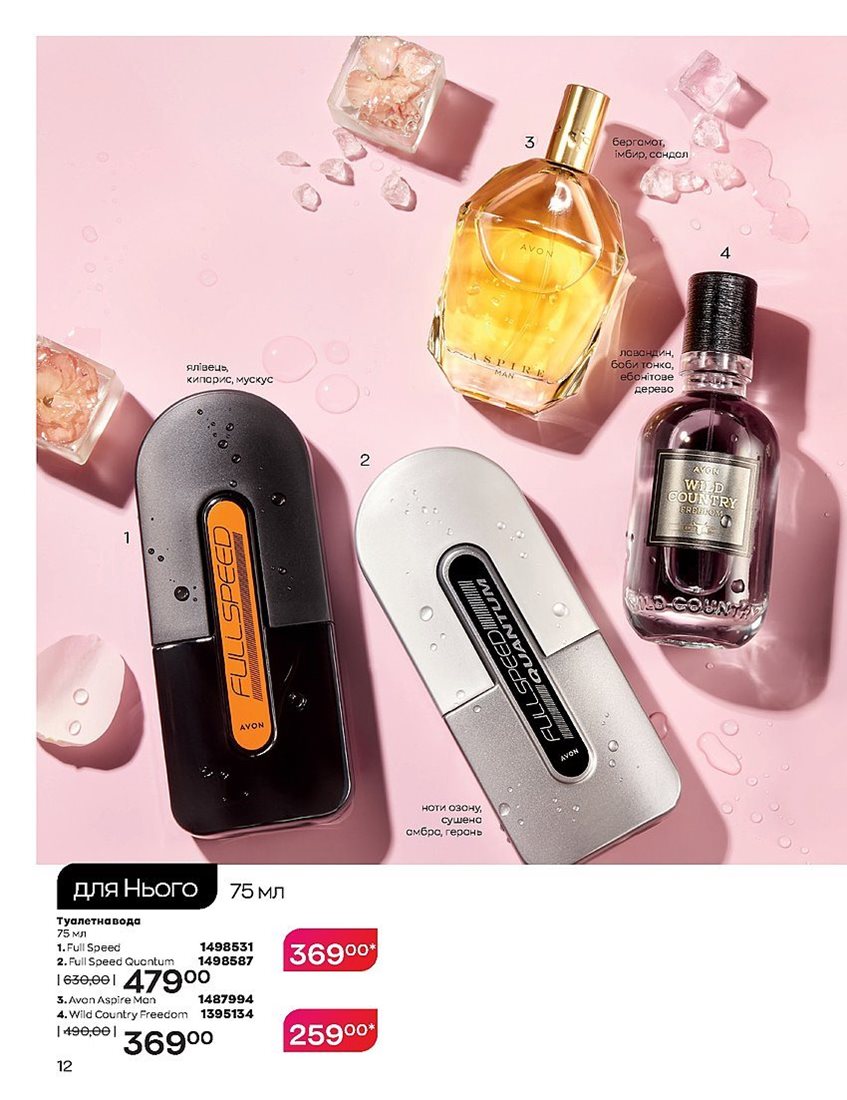 3
бергамот,
імбир, сандал
AVON
ASPIRE
MAN
4
лавандин,
боби тонка,
ебонітове
дерево
AVON
WILD
COUNTRY
FREEDOM
WILD COUNTRY
ялівець,
кипарис, мускус
1
FULL SPEED
AVON
2
FULL SPEED
QUANTUM
AVON
ноти озону,
сушена
амбра, герань
для Нього 75 мл
Туалетна вода
75 мл
1. Full Speed 1498531
2. Full Speed Quantum 1498587
|630,00| 479⁰⁰
369⁰⁰*
3. Avon Aspire Man 1487994
4. Wild Country Freedom 1395134
|490,00| 369⁰⁰
259⁰⁰*
12